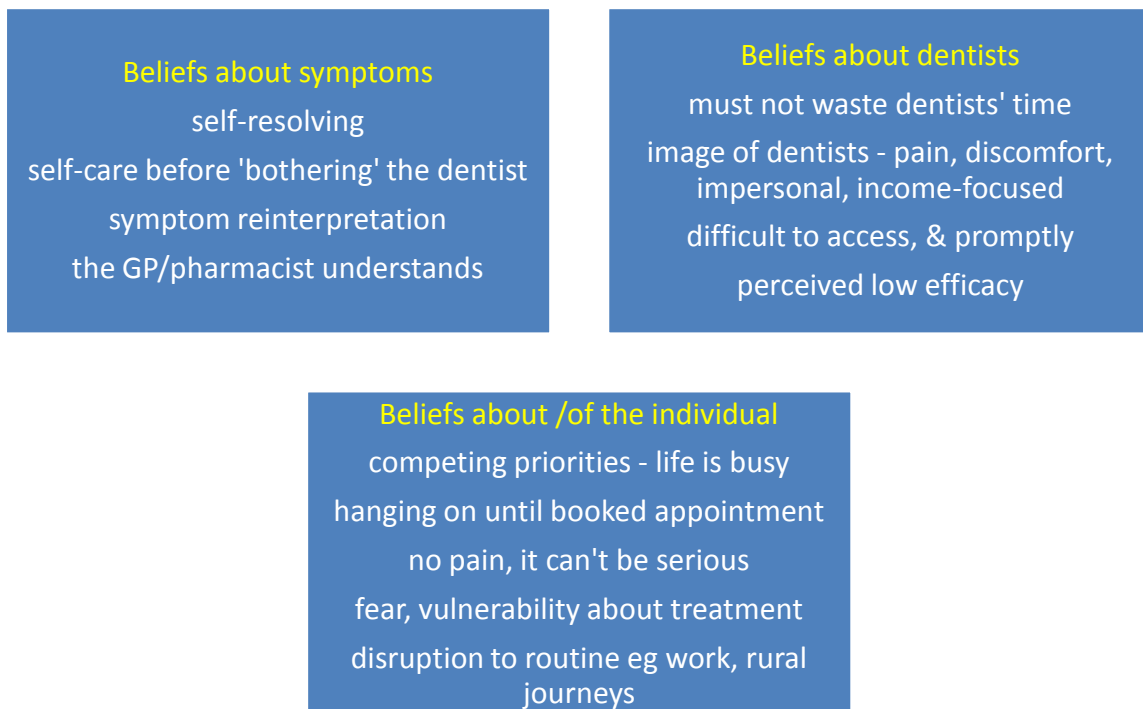 Beliefs about symptoms
self-resolving
self-care before 'bothering' the dentist
symptom reinterpretation
the GP/pharmacist understands
Beliefs about dentists
must not waste dentists' time
image of dentists - pain, discomfort,
impersonal, income-focused
difficult to access, & promptly
perceived low efficacy
Beliefs about /of the individual
competing priorities - life is busy
hanging on until booked appointment
no pain, it can't be serious
fear, vulnerability about treatment
disruption to routine eg work, rural
journeys